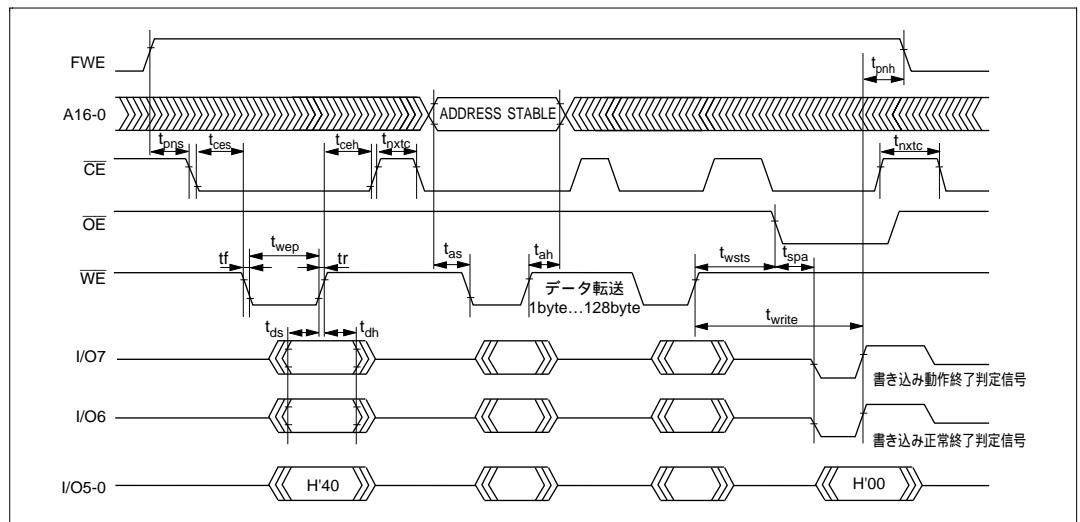 FWE
t_pnh
A16-0
ADDRESS STABLE
t_pns
t_ces
t_ceh
t_nxtc
t_nxtc
CE
OE
t_wep
tf
tr
t_as
t_ah
t_wsts
t_spa
WE
データ転送
1byte…128byte
t_write
t_ds
t_dh
I/O7
書き込み動作終了判定信号
I/O6
書き込み正常終了判定信号
I/O5-0
H'40
H'00